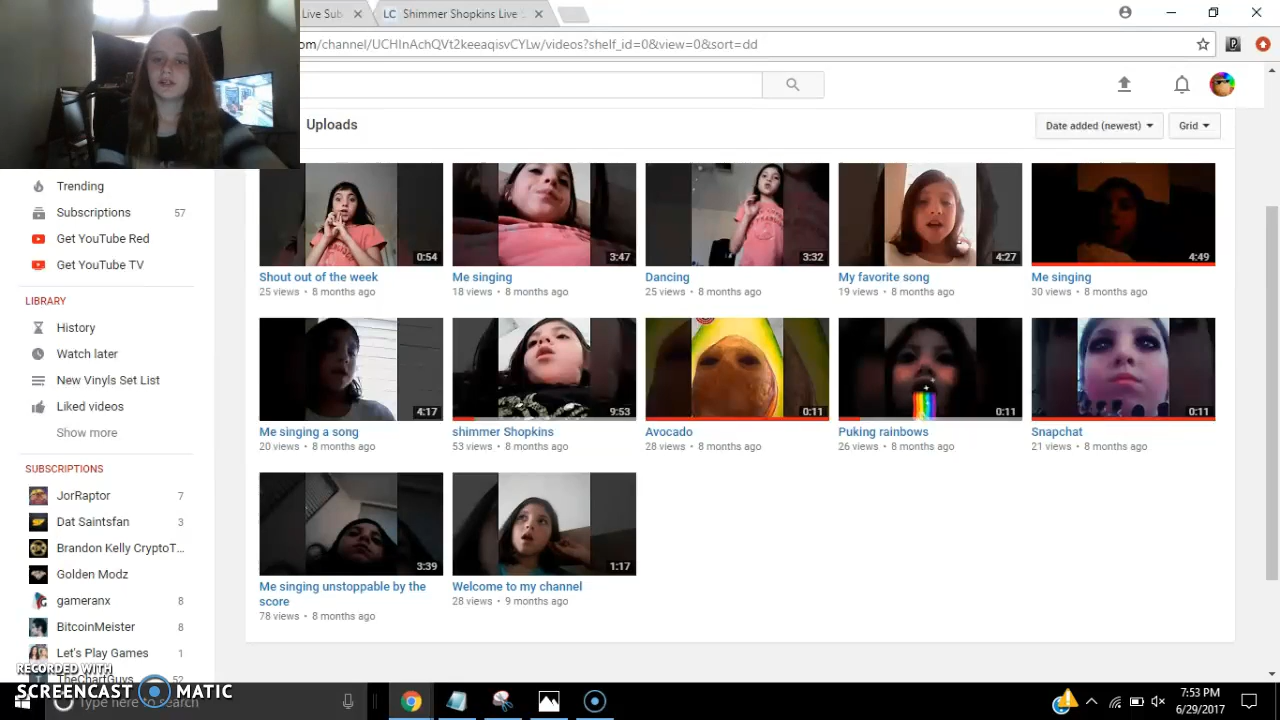 Live Sub
LC Shimmer Shopkins Live
om/channel/UCHInAchQVt2keeaqisvCYLw/videos?shelf_id=0&view=0&sort=dd
Uploads
Date added (newest)
Grid
Trending
Subscriptions 57
Get YouTube Red
Get YouTube TV
LIBRARY
History
Watch later
New Vinyls Set List
Liked videos
Show more
SUBSCRIPTIONS
JorRaptor 7
Dat Saintsfan 3
Brandon Kelly CryptoT...
Golden Modz
gameranx 8
BitcoinMeister 8
Let's Play Games 1
TheChartGuys 52
0:54 3:47 3:32 4:27 4:49
Shout out of the week Me singing Dancing My favorite song Me singing
25 views • 8 months ago 18 views • 8 months ago 25 views • 8 months ago 19 views • 8 months ago 30 views • 8 months ago
4:17 9:53 0:11 0:11 0:11
Me singing a song shimmer Shopkins Avocado Puking rainbows Snapchat
20 views • 8 months ago 53 views • 8 months ago 28 views • 8 months ago 26 views • 8 months ago 21 views • 8 months ago
3:39 1:17
Me singing unstoppable by the
score
78 views • 8 months ago
Welcome to my channel
28 views • 9 months ago
RECORDED WITH
SCREENCAST MATIC
Type here to search
7:53 PM
6/29/2017